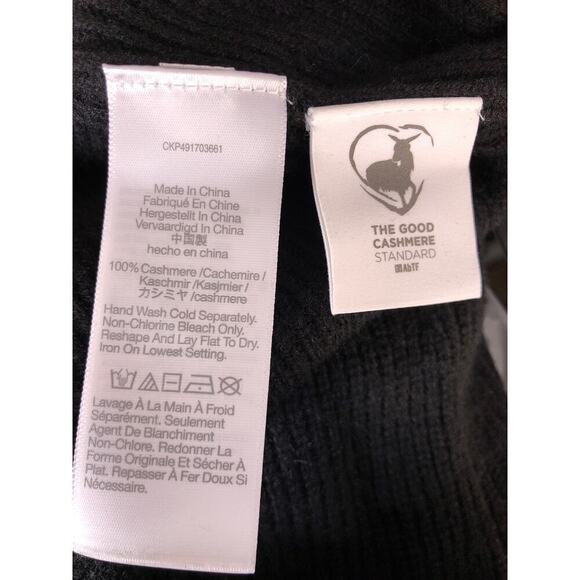 CKP491703661
Made In China
Fabriqué En Chine
Hergestellt In China
Vervaardigd In China
中国製
hecho en china
100% Cashmere /Cachemire/
Kaschmir /Kasjmier/
カシミヤ /cashmere
Hand Wash Cold Separately.
Non-Chlorine Bleach Only.
Reshape And Lay Flat To Dry.
Iron On Lowest Setting.
Lavage À La Main À Froid
Séparément. Seulement
Agent De Blanchiment
Non-Chlore. Redonner La
Forme Originale Et Sécher À
Plat. Repasser À Fer Doux Si
Nécessaire.
THE GOOD
CASHMERE
STANDARD
AbTF